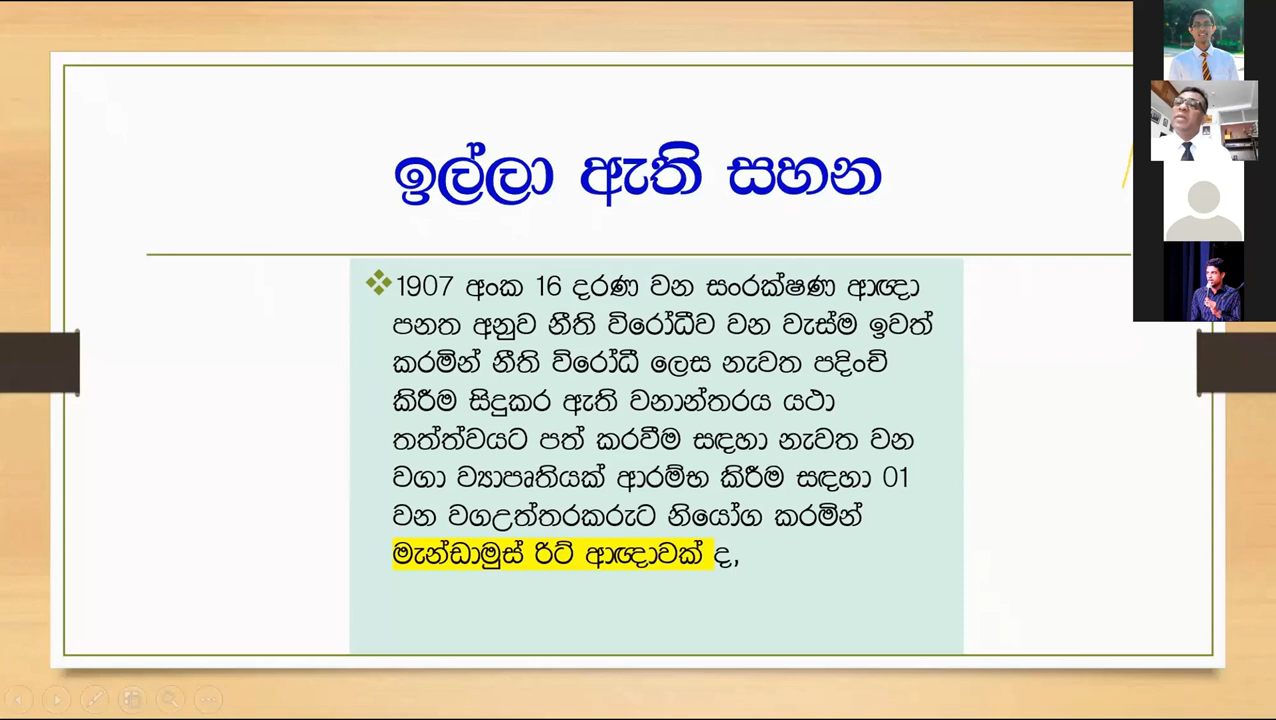 ඉල්ලා ඇති සහන
1907 අංක 16 දරණ වන සංරක්ෂණ ආඥා
පනත අනුව නීති විරෝධීව වන වැස්ම ඉවත්
කරමින් නීති විරෝධී ලෙස නැවත පදිංචි
කිරීම සිදුකර ඇති වනාන්තරය යථා
තත්ත්වයට පත් කරවීම සඳහා නැවත වන
වගා ව්‍යාපෘතියක් ආරම්භ කිරීම සඳහා 01
වන වගඋත්තරකරුට නියෝග කරමින්
මැන්ඩාමුස් රිට් ආඥාවක් ද,